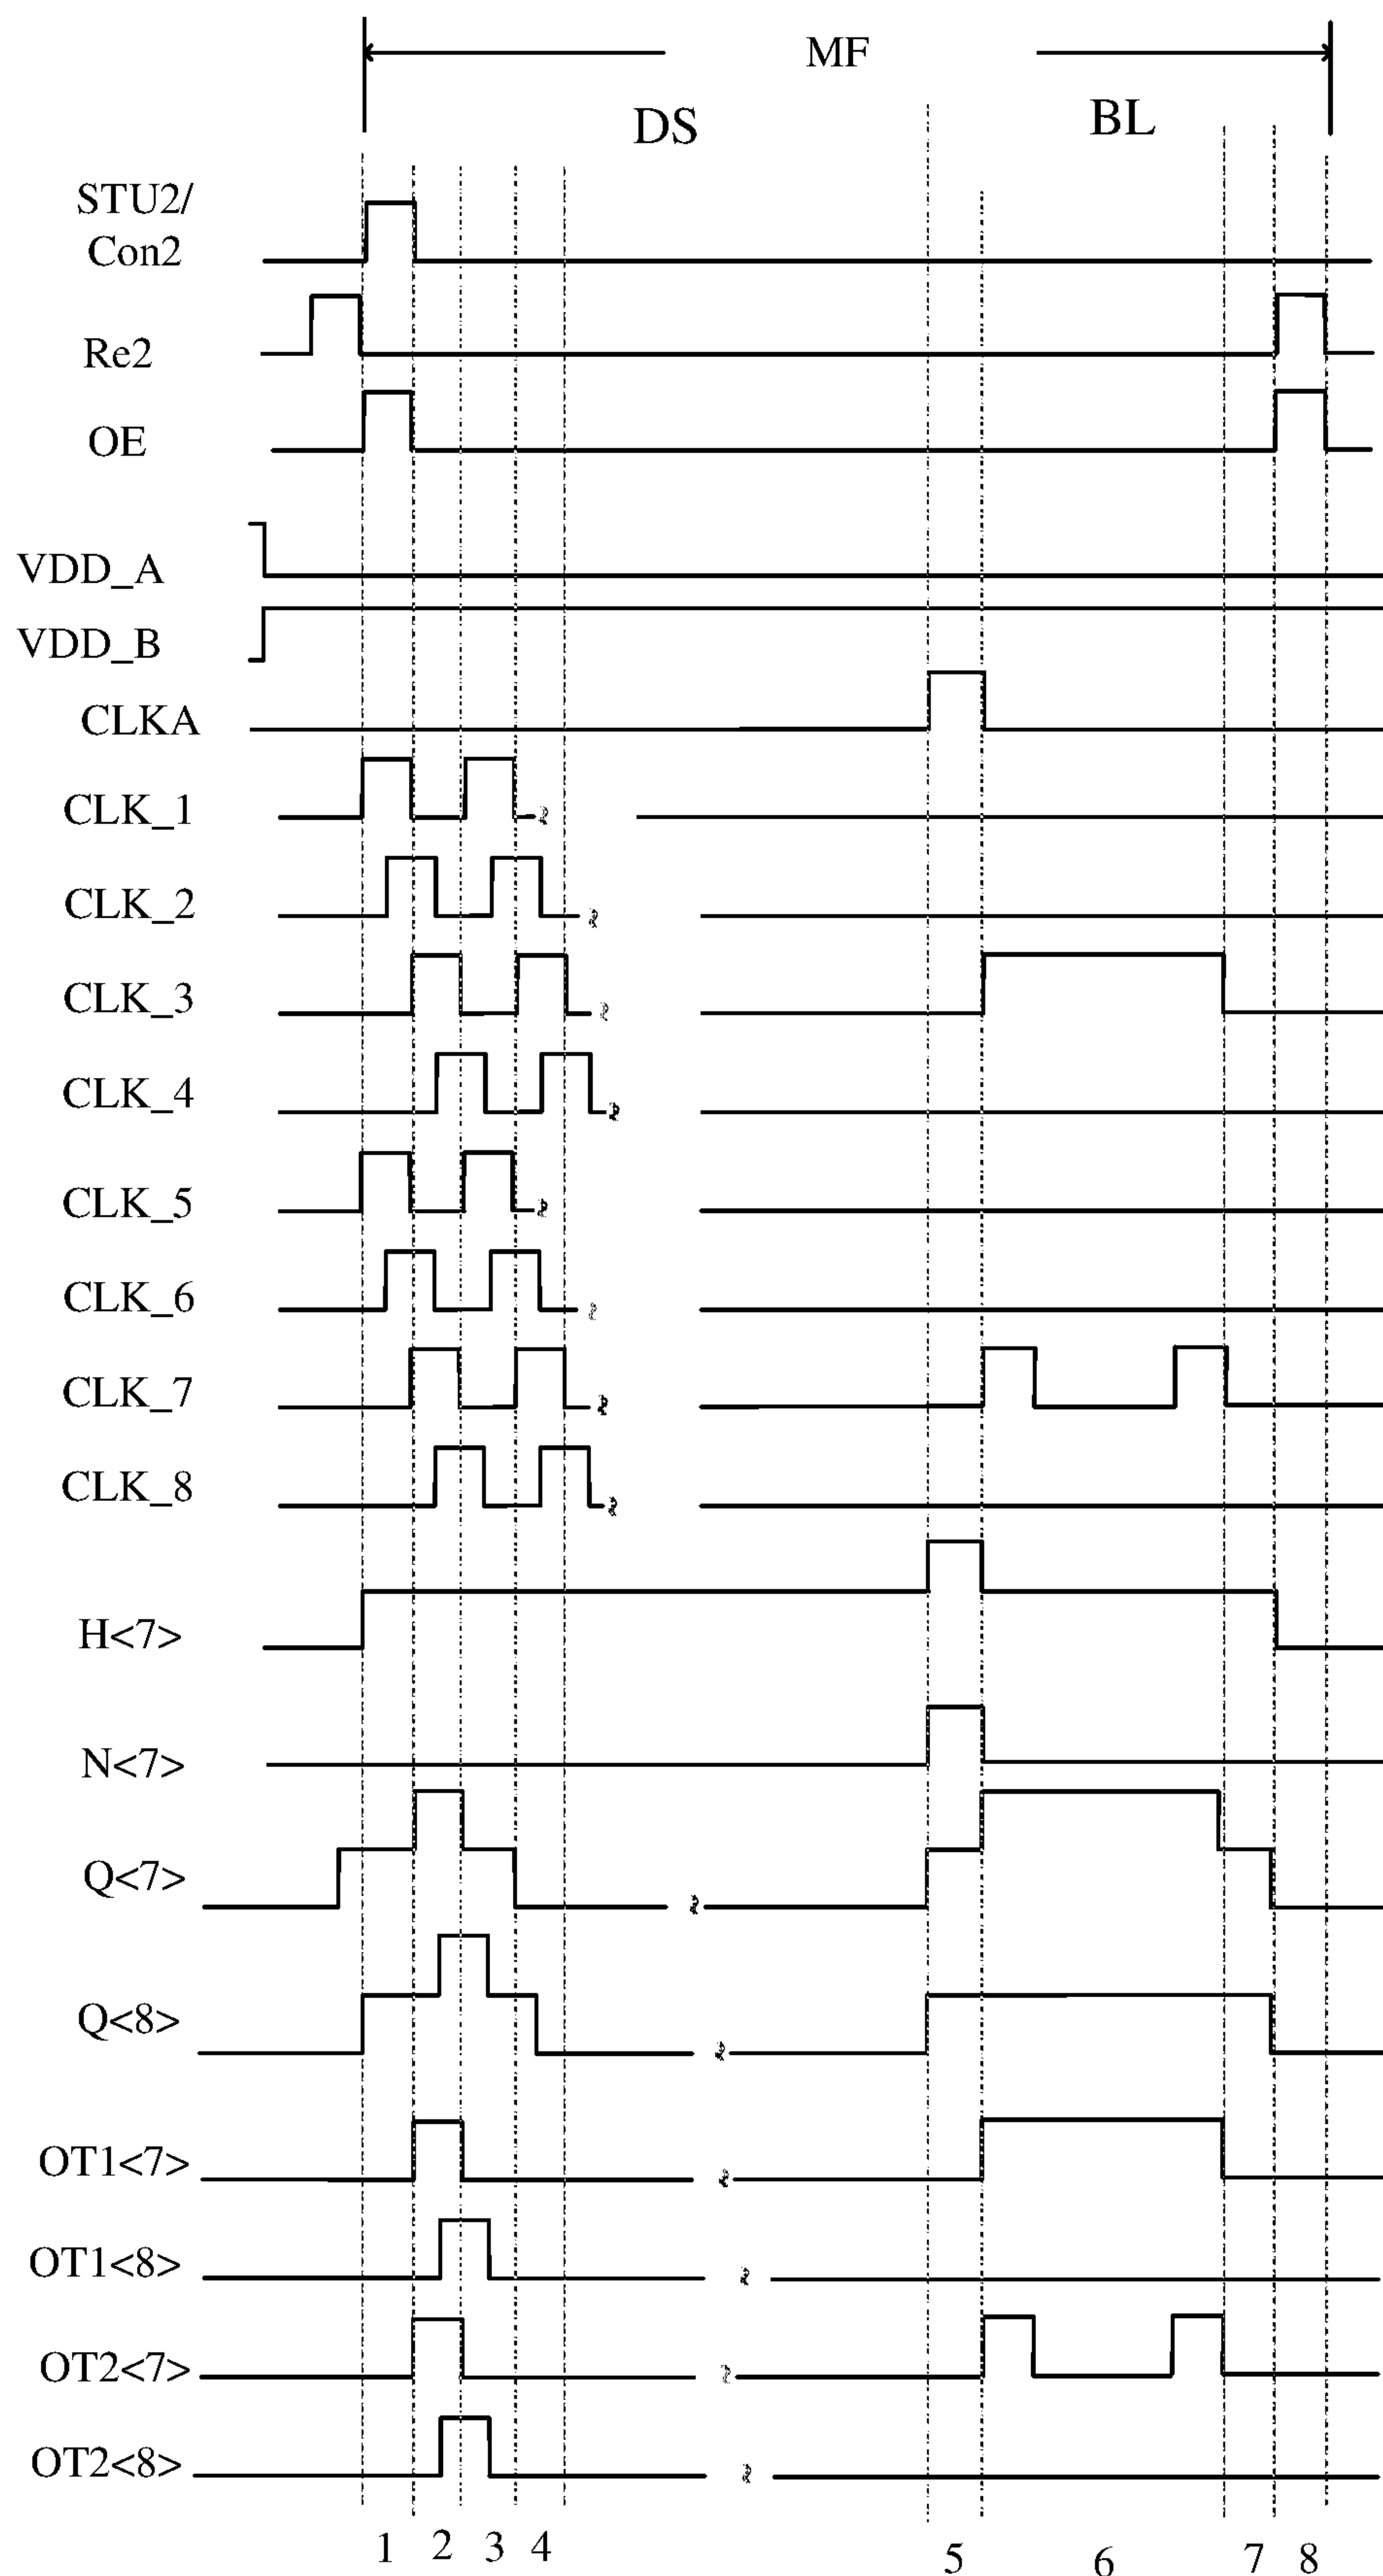 MF
DS
BL
STU2/
Con2
Re2
OE
VDD_A
VDD_B
CLKA
CLK_1
CLK_2
CLK_3
CLK_4
CLK_5
CLK_6
CLK_7
CLK_8
H<7>
N<7>
Q<7>
Q<8>
OT1<7>
OT1<8>
OT2<7>
OT2<8>
1 2 3 4 5 6 7 8